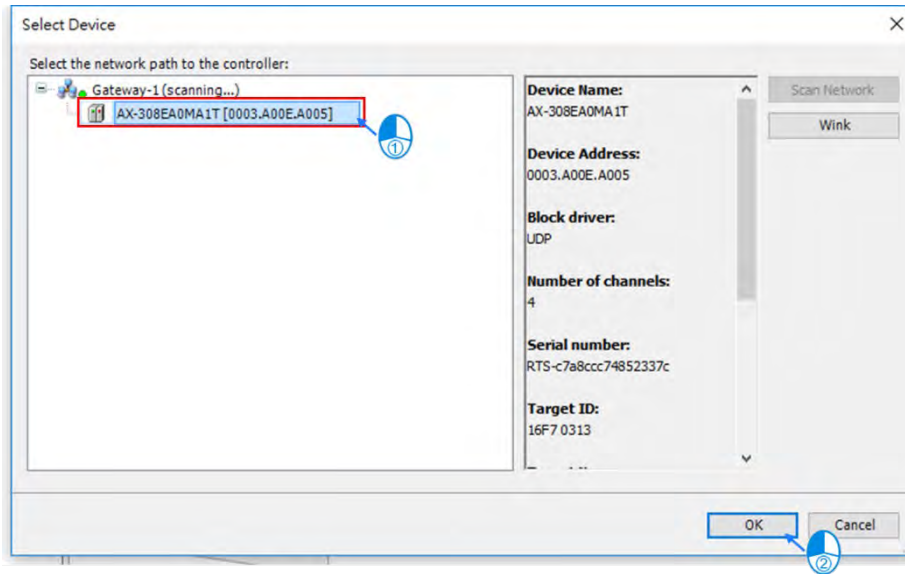 Select Device
Select the network path to the controller:
Gateway-1 (scanning...)
AX-308EA0MA1T [0003.A00E.A005]
①
Device Name:
AX-308EA0MA1T
Device Address:
0003.A00E.A005
Block driver:
UDP
Number of channels:
4
Serial number:
RTS-c7a8ccc74852337c
Target ID:
16F7 0313
Scan Network
Wink
OK
Cancel
②